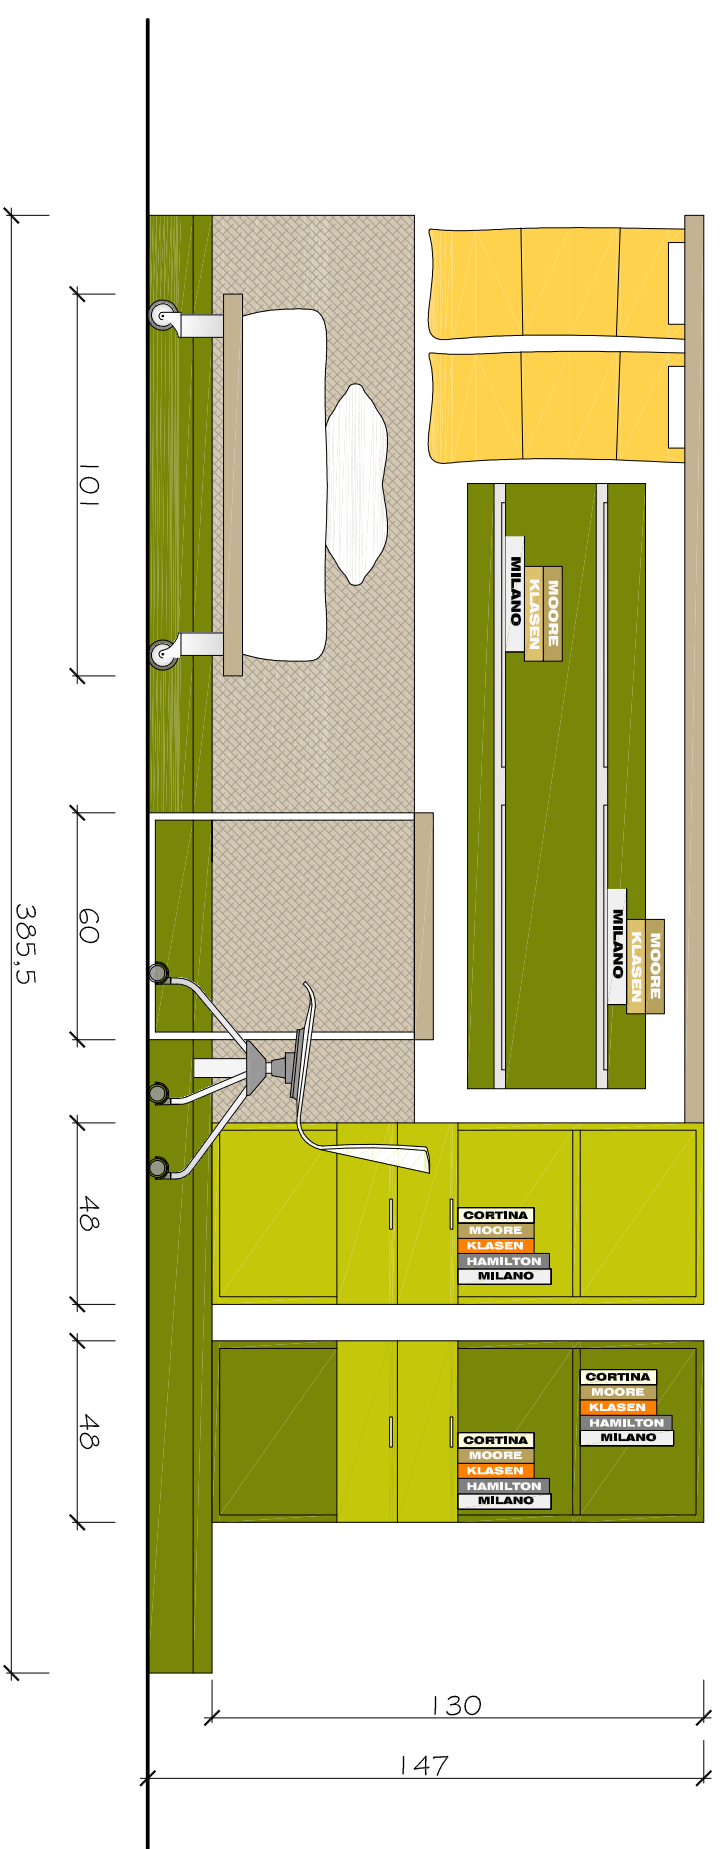 MOORE
KLASEN
MILANO
MOORE
KLASEN
MILANO
CORTINA
MOORE
KLASEN
HAMILTON
MILANO
CORTINA
MOORE
KLASEN
HAMILTON
MILANO
CORTINA
MOORE
KLASEN
HAMILTON
MILANO
101
60
48
48
385,5
130
147